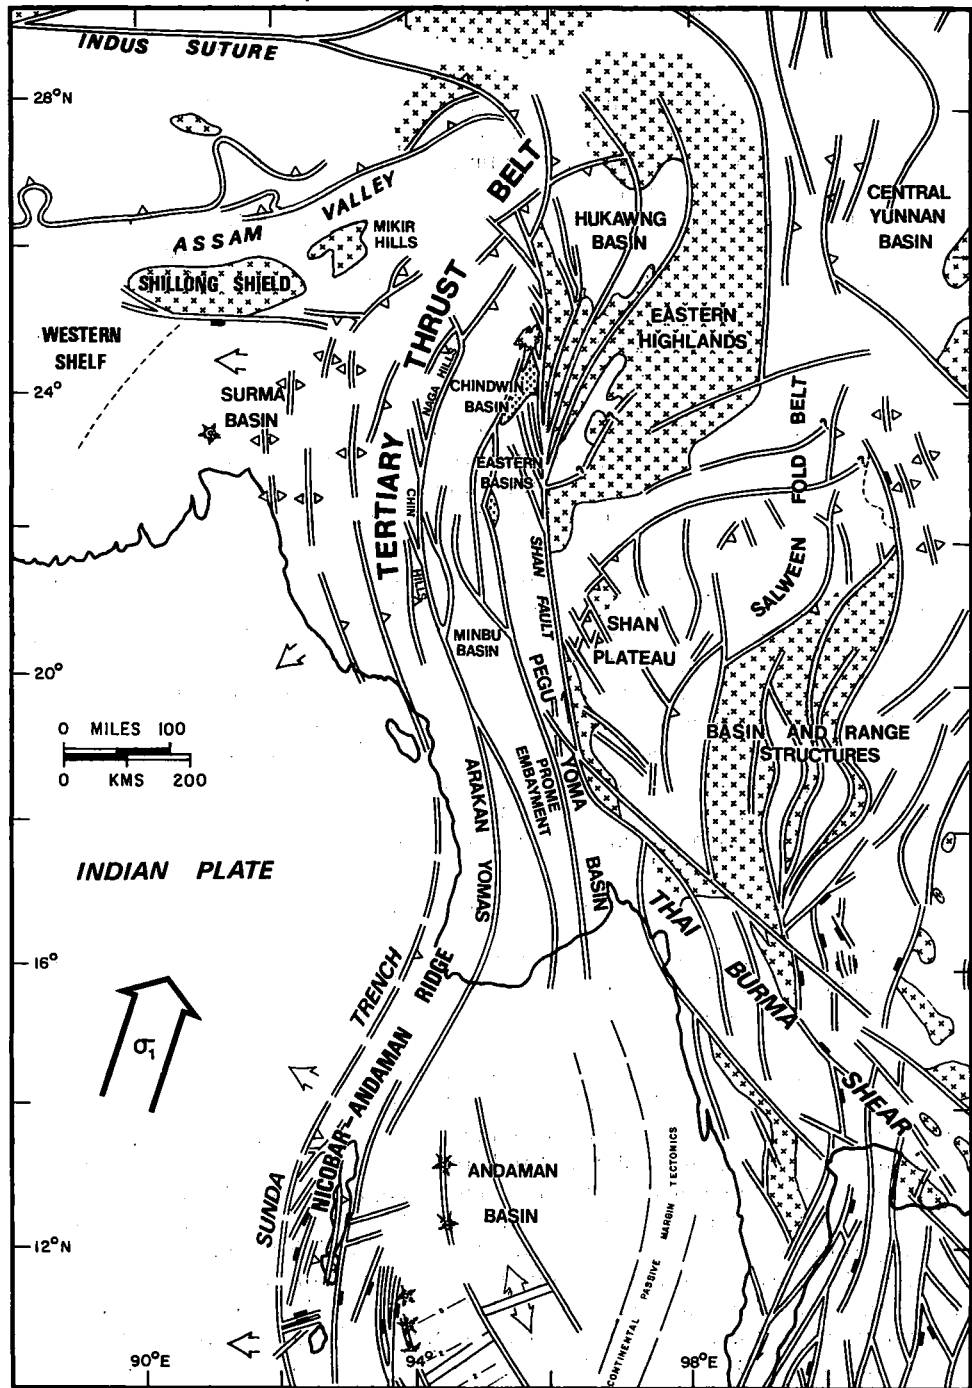 INDUS SUTURE
28°N
BELT
VALLEY
ASSAM
MIKIR
HILLS
HUKAWNG
BASIN
CENTRAL
YUNNAN
BASIN
SHILLONG SHIELD
THRUST
EASTERN
HIGHLANDS
WESTERN
SHELF
24°
SURMA
BASIN
NAGA HILLS
CHINDWIN
BASIN
BELT
FOLD
SALWEEN
TERTIARY
EASTERN
BASINS
CHIN
HILLS
SHAN FAULT
SHAN
PLATEAU
MINBU
BASIN
20°
PEGU YOMA
BASIN
0 MILES 100
0 KMS 200
BASIN AND RANGE
STRUCTURES
PROME
EMBAYMENT
ARAKAN YOMAS
INDIAN PLATE
THAI
BURMA
SHEAR
16°
TRENCH
RIDGE
σ1
NICOBAR-ANDAMAN
SUNDA
ANDAMAN
BASIN
CONTINENTAL PASSIVE MARGIN TECTONICS
12°N
90°E
94°
98°E